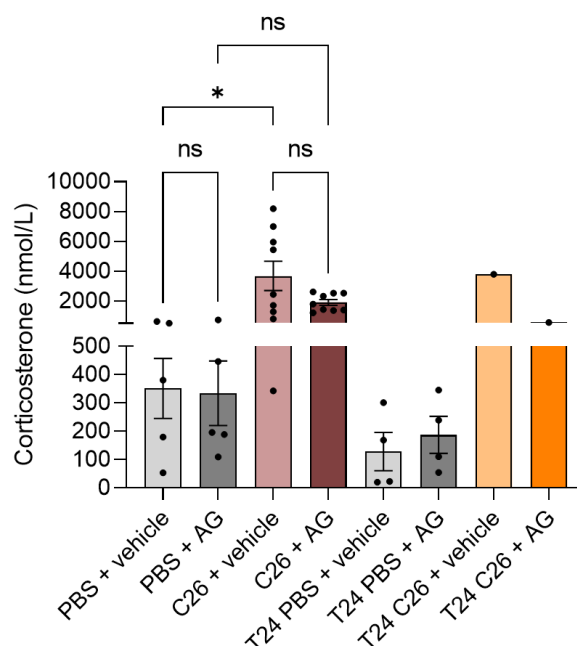 ns
*
ns
ns
10000
8000
6000
4000
2000
500
400
300
200
100
0
Corticosterone (nmol/L)
PBS + vehicle
PBS + AG
C26 + vehicle
C26 + AG
T24 PBS + vehicle
T24 PBS + AG
T24 C26 + vehicle
T24 C26 + AG